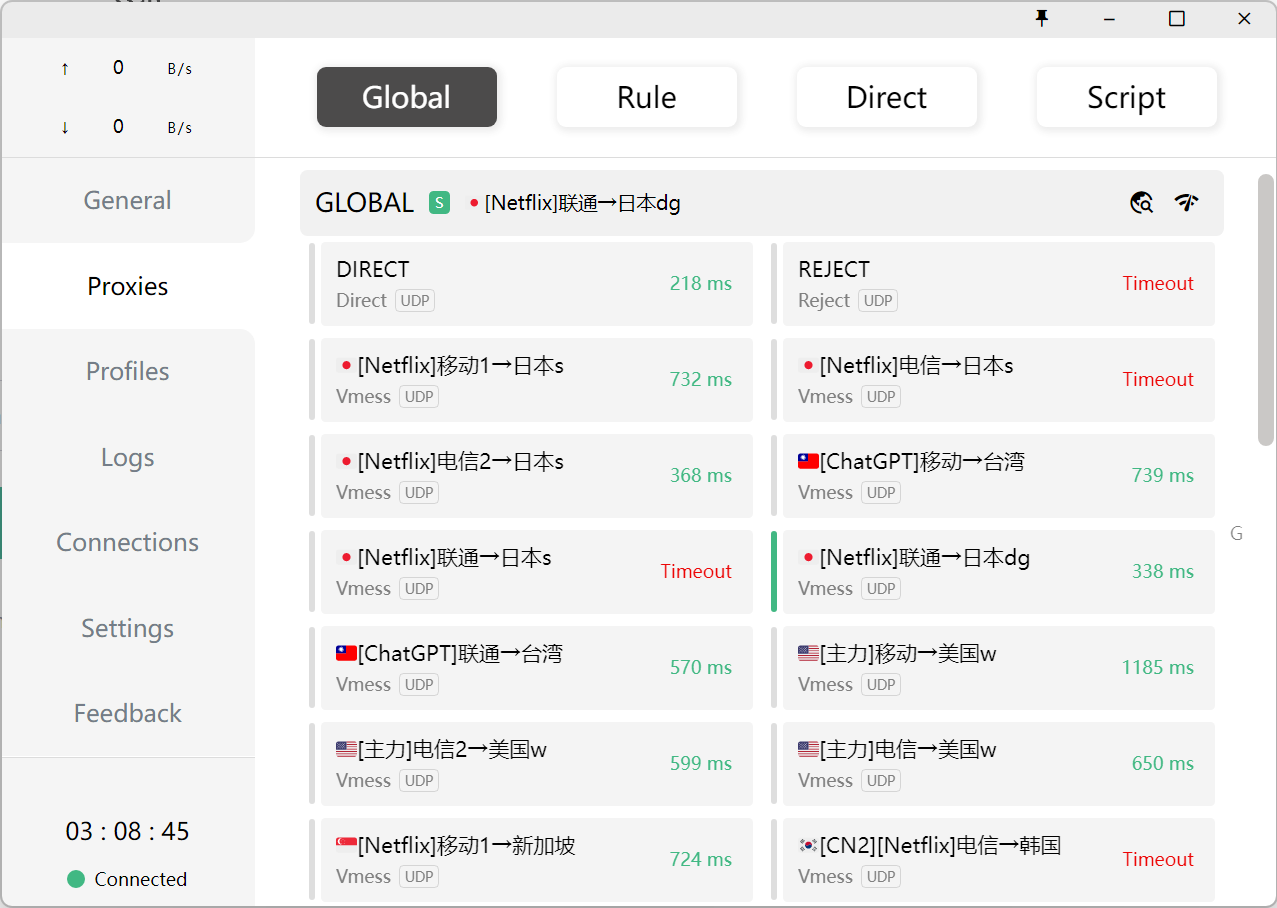 ↑ 0 B/s
↓ 0 B/s
General
Proxies
Profiles
Logs
Connections
Settings
Feedback
03 : 08 : 45
Connected
Global Rule Direct Script
GLOBAL S [Netflix]联通→日本dg
DIRECT
Direct UDP
218 ms
REJECT
Reject UDP
Timeout
[Netflix]移动1→日本s
Vmess UDP
732 ms
[Netflix]电信→日本s
Vmess UDP
Timeout
[Netflix]电信2→日本s
Vmess UDP
368 ms
[ChatGPT]移动→台湾
Vmess UDP
739 ms
[Netflix]联通→日本s
Vmess UDP
Timeout
[Netflix]联通→日本dg
Vmess UDP
338 ms
G
[ChatGPT]联通→台湾
Vmess UDP
570 ms
[主力]移动→美国w
Vmess UDP
1185 ms
[主力]电信2→美国w
Vmess UDP
599 ms
[主力]电信→美国w
Vmess UDP
650 ms
[Netflix]移动1→新加坡
Vmess UDP
724 ms
[CN2][Netflix]电信→韩国
Vmess UDP
Timeout